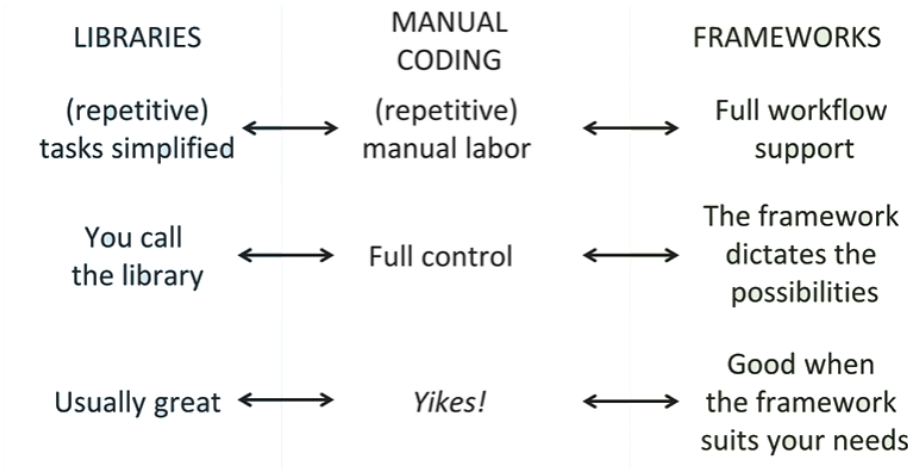 LIBRARIES
MANUAL
CODING
FRAMEWORKS
(repetitive)
tasks simplified
(repetitive)
manual labor
Full workflow
support
You call
the library
Full control
The framework
dictates the
possibilities
Usually great
Yikes!
Good when
the framework
suits your needs